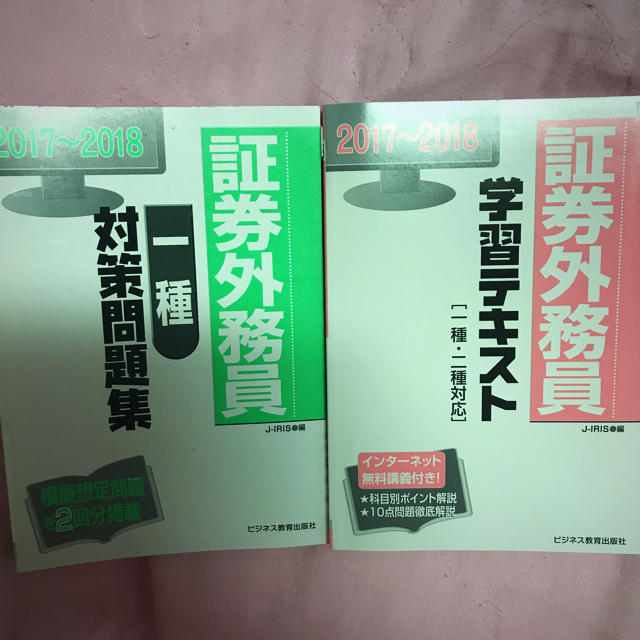 2017〜2018
証券外務員
一種
対策問題集
J-IRIS●編
模擬想定問題
を2回分掲載
ビジネス教育出版社
2017〜2018
証券外務員
学習テキスト
[一種・二種対応]
J-IRIS●編
インターネット
無料講義付き!
★科目別ポイント解説
★10点問題徹底解説
ビジネス教育出版社